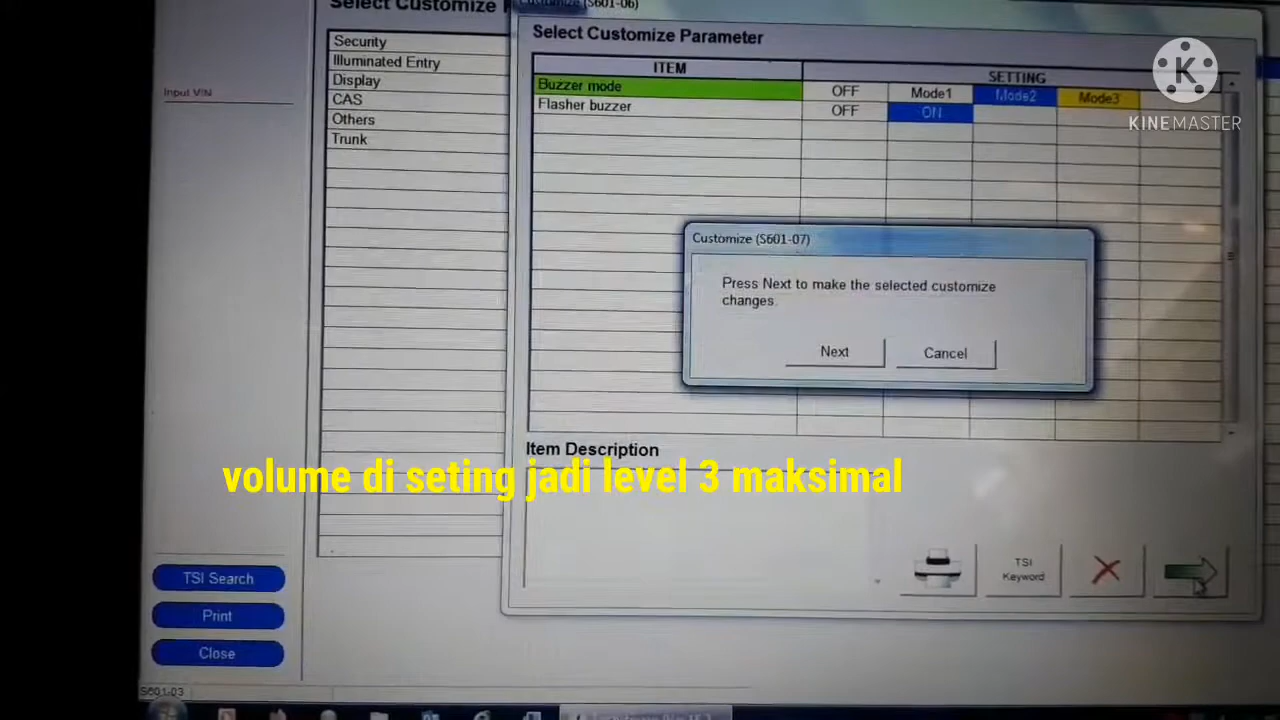 Select Customize
(S601-06)
Select Customize Parameter
Security
Illuminated Entry
Display
CAS
Others
Trunk
Input VIN
ITEM
SETTING
Buzzer mode
OFF
Mode1
Mode2
Mode3
Flasher buzzer
OFF
ON
KINEMASTER
Customize (S601-07)
Press Next to make the selected customize
changes.
Next
Cancel
Item Description
volume di seting jadi level 3 maksimal
TSI
Keyword
TSI Search
Print
Close
S601-03